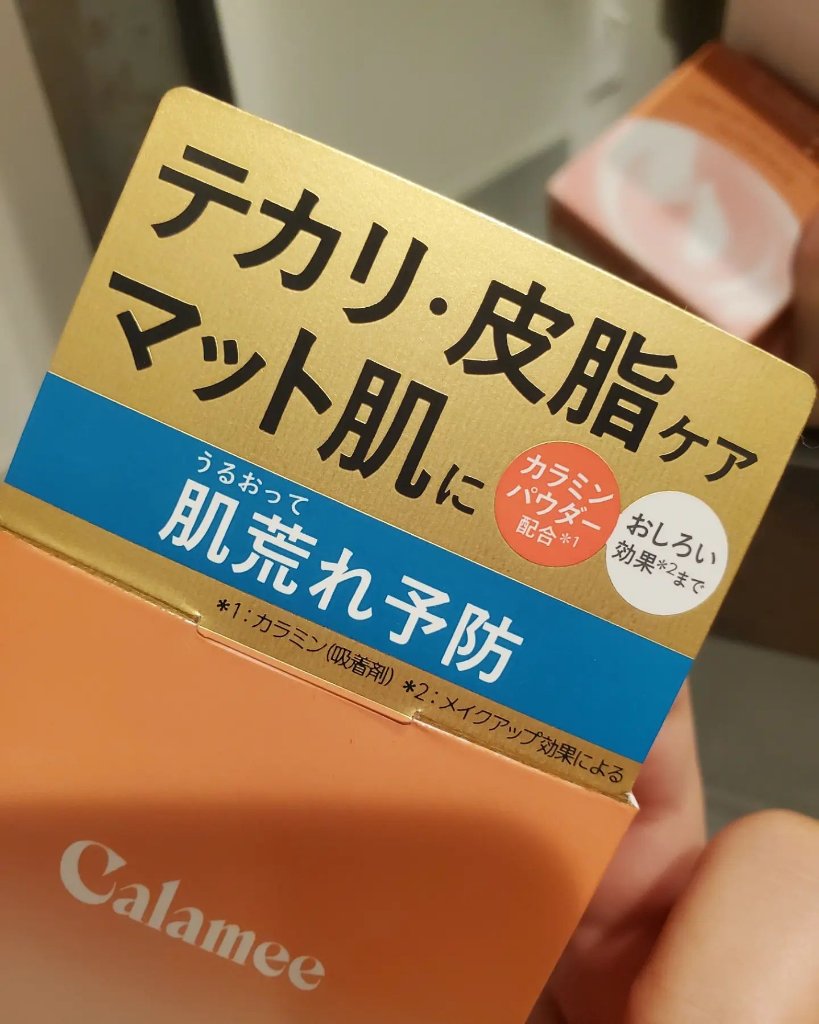 テカリ・皮脂ケア
マット肌に
カラミン
パウダー
配合*1
おしろい
効果*2まで
うるおって
肌荒れ予防
*1：カラミン(吸着剤) *2：メイクアップ効果による
Calamee